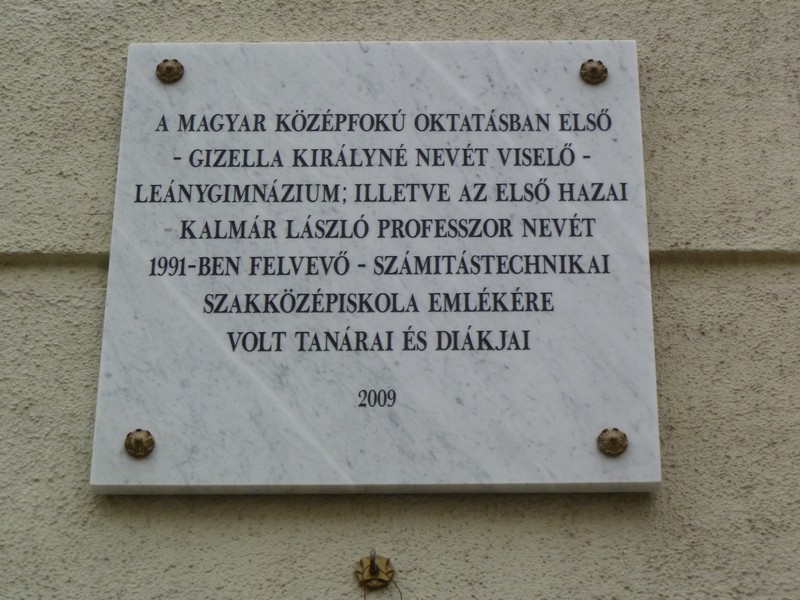 A MAGYAR KÖZÉPFOKÚ OKTATÁSBAN ELSŐ
- GIZELLA KIRÁLYNÉ NEVÉT VISELŐ -
LEÁNYGIMNÁZIUM; ILLETVE AZ ELSŐ HAZAI
- KALMÁR LÁSZLÓ PROFESSZOR NEVÉT
1991-BEN FELVEVŐ - SZÁMITÁSTECHNIKAI
SZAKKÖZÉPISKOLA EMLÉKÉRE
VOLT TANÁRAI ÉS DIÁKJAI
2009